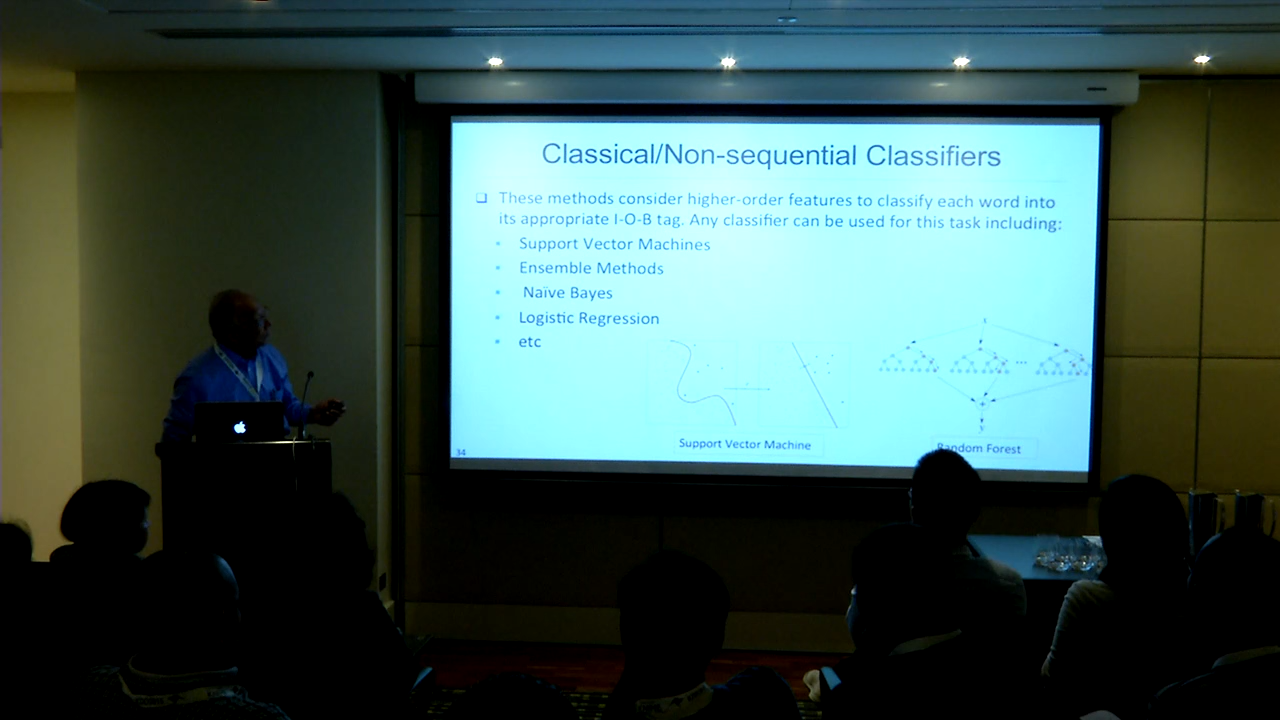 Classical/Non-sequential Classifiers
❑ These methods consider higher-order features to classify each word into
its appropriate I-O-B tag. Any classifier can be used for this task including:
• Support Vector Machines
• Ensemble Methods
• Naïve Bayes
• Logistic Regression
• etc
Support Vector Machine
Random Forest
34